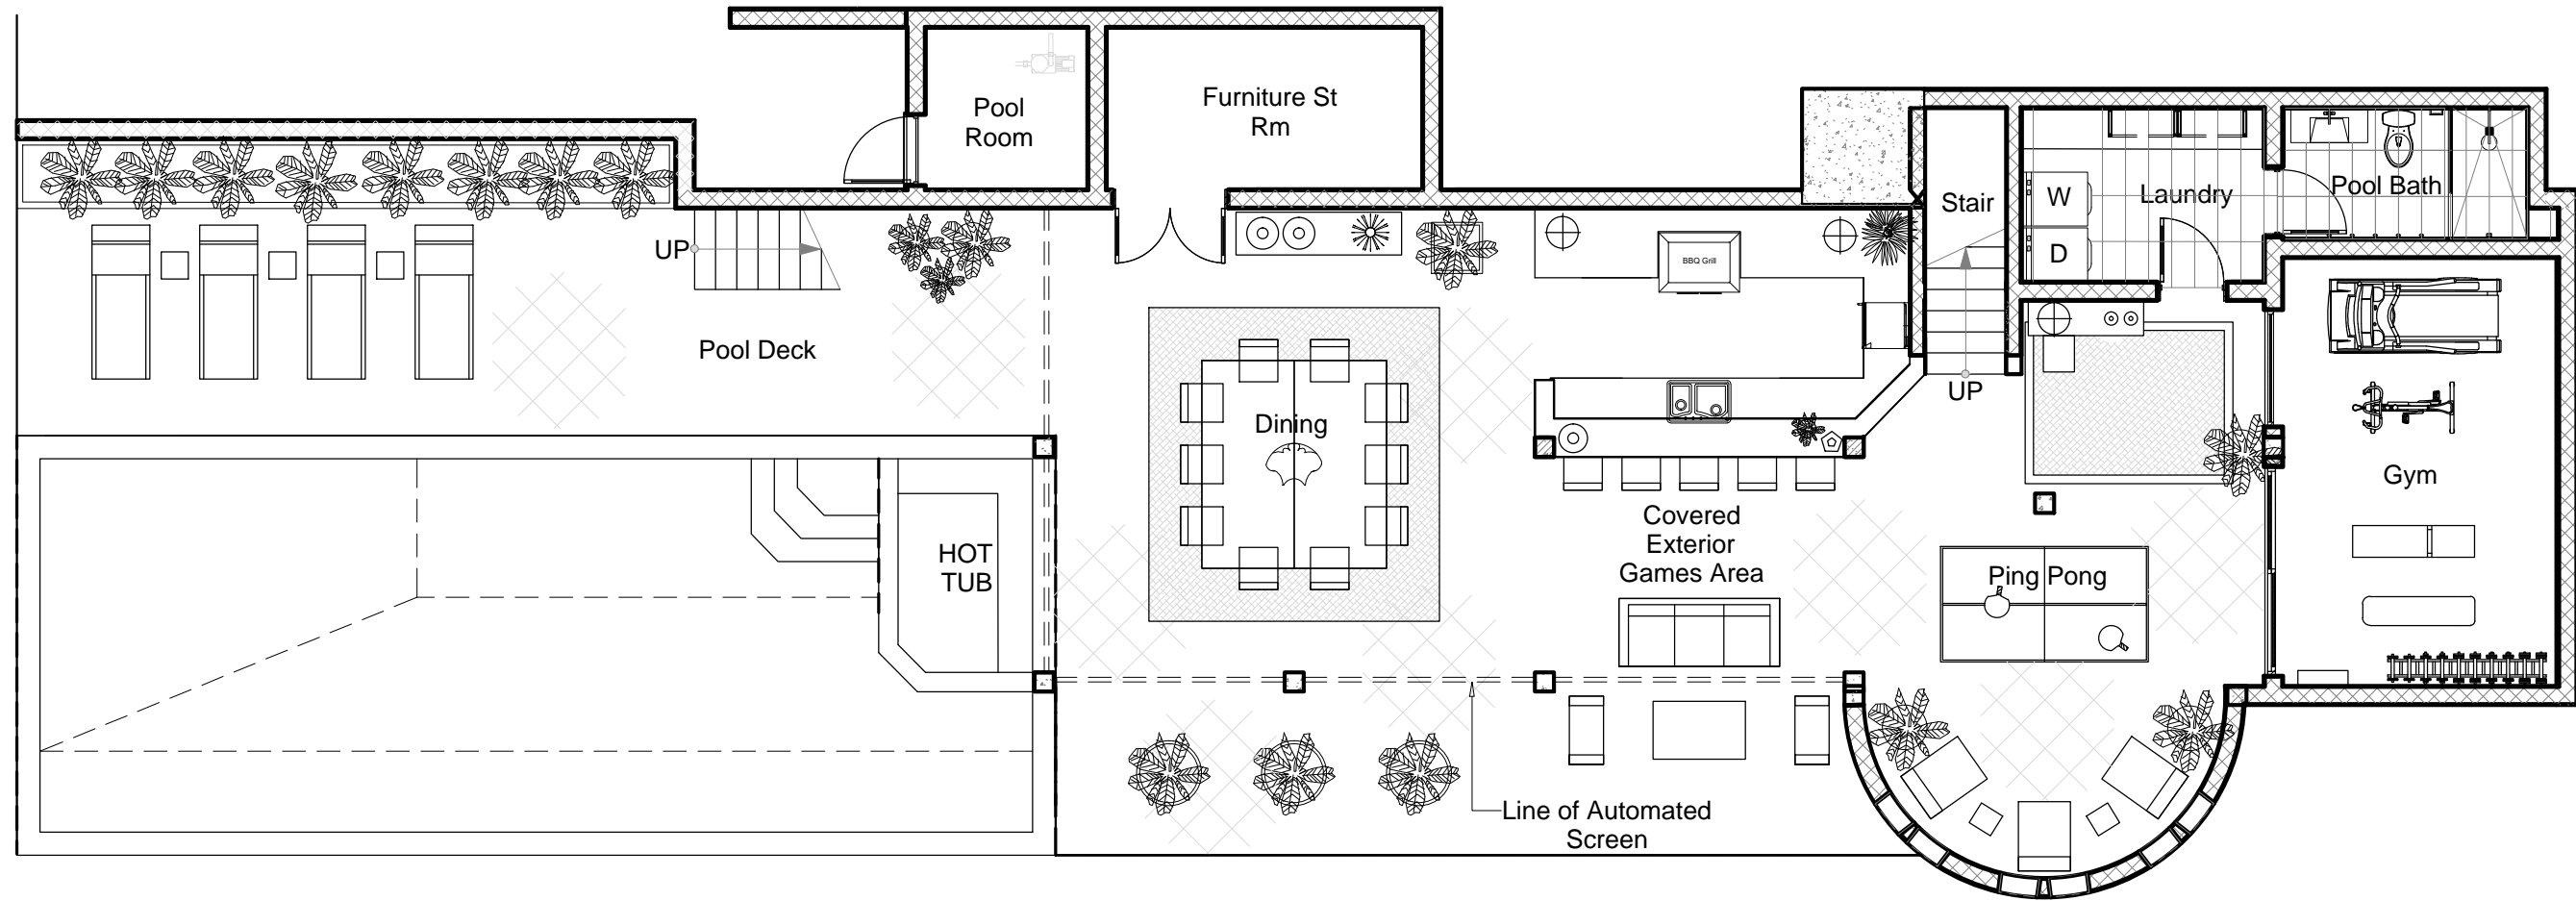 Pool
Room
Furniture St
Rm
Stair
W
D
Laundry
Pool Bath
UP
BBQ Grill
Pool Deck
UP
Dining
Gym
HOT
TUB
Covered
Exterior
Games Area
Ping Pong
Line of Automated
Screen